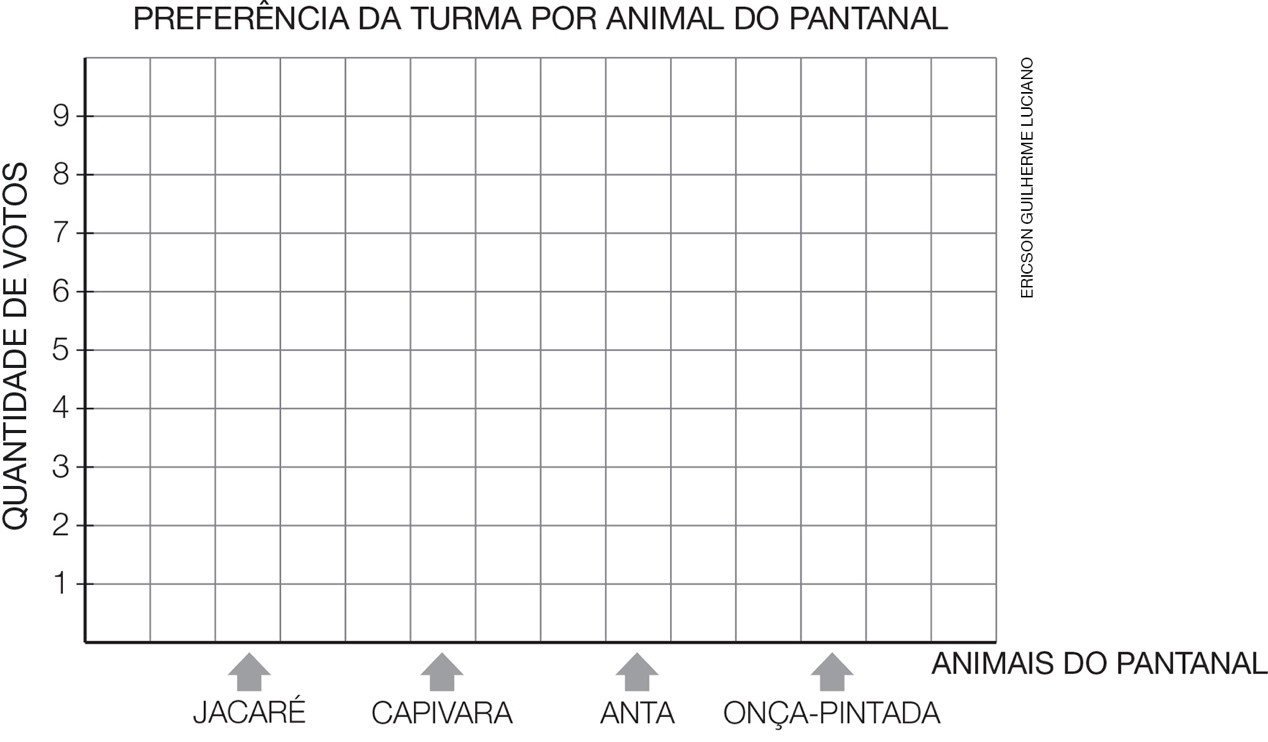 PREFERÊNCIA DA TURMA POR ANIMAL DO PANTANAL
ERICSON GUILHERME LUCIANO
QUANTIDADE DE VOTOS
9
8
7
6
5
4
3
2
1
ANIMAIS DO PANTANAL
JACARÉ CAPIVARA ANTA ONÇA-PINTADA